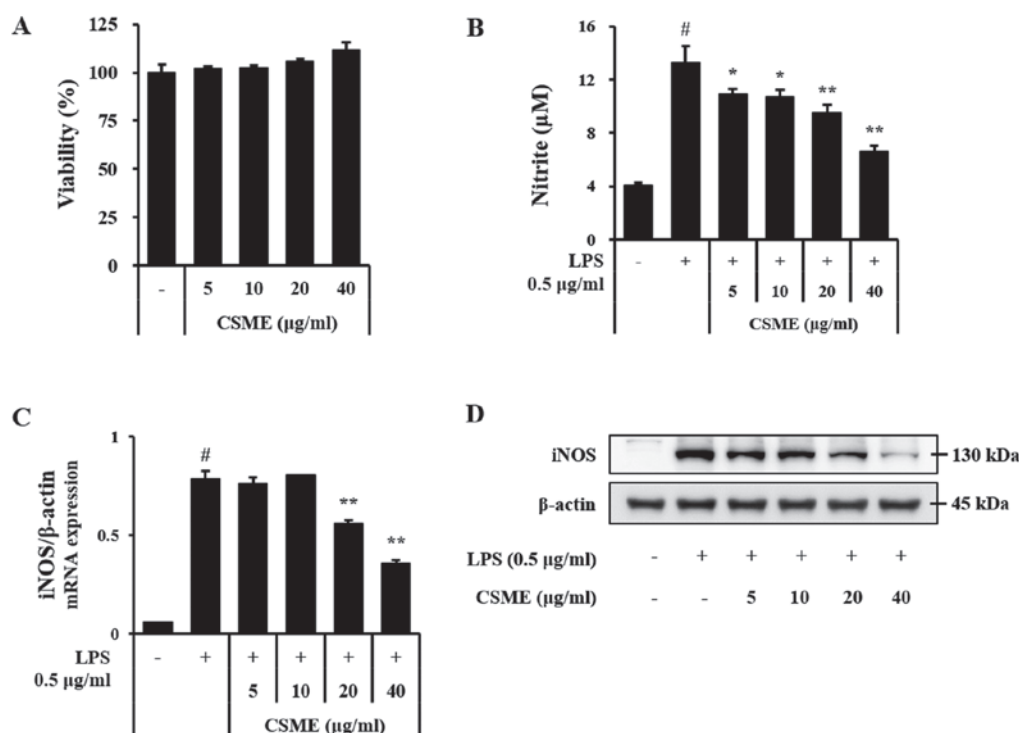 A
Viability (%)
125
100
75
50
25
0
- 5 10 20 40
CSME (µg/ml)
B
Nitrite (µM)
16
12
8
4
0
#
* * ** **
LPS - + + + + +
0.5 µg/ml 5 10 20 40
CSME (µg/ml)
C
iNOS/β-actin
mRNA expression
1
0.5
0
#
** **
LPS - + + + + +
0.5 µg/ml 5 10 20 40
CSME (µg/ml)
D
iNOS 130 kDa
β-actin 45 kDa
LPS (0.5 µg/ml) - + + + + +
CSME (µg/ml) - - 5 10 20 40